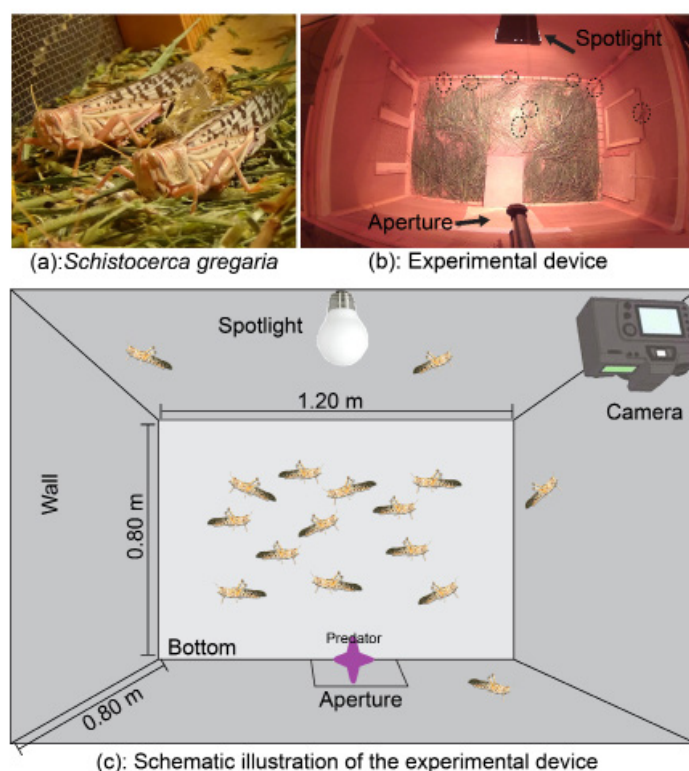 Spotlight
Aperture
(a):Schistocerca gregaria
(b): Experimental device
Spotlight
1.20 m
Camera
Wall
0.80 m
Predator
Bottom
Aperture
0.80 m
(c): Schematic illustration of the experimental device